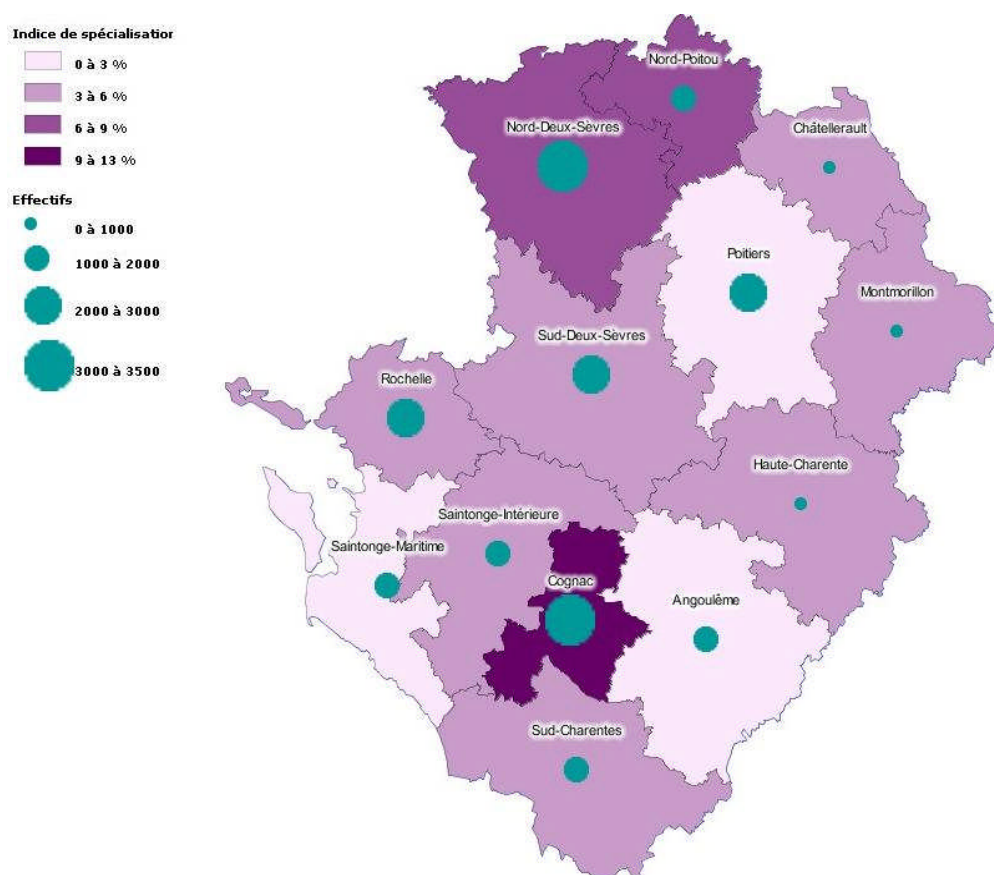 Indice de spécialisation
0 à 3 %
3 à 6 %
6 à 9 %
9 à 13 %
Effectifs
0 à 1000
1000 à 2000
2000 à 3000
3000 à 3500
Nord-Poitou
Nord-Deux-Sèvres
Châtellerault
Poitiers
Montmorillon
Sud-Deux-Sèvres
Rochelle
Haute-Charente
Saintonge-Intérieure
Saintonge-Maritime
Cognac
Angoulême
Sud-Charentes